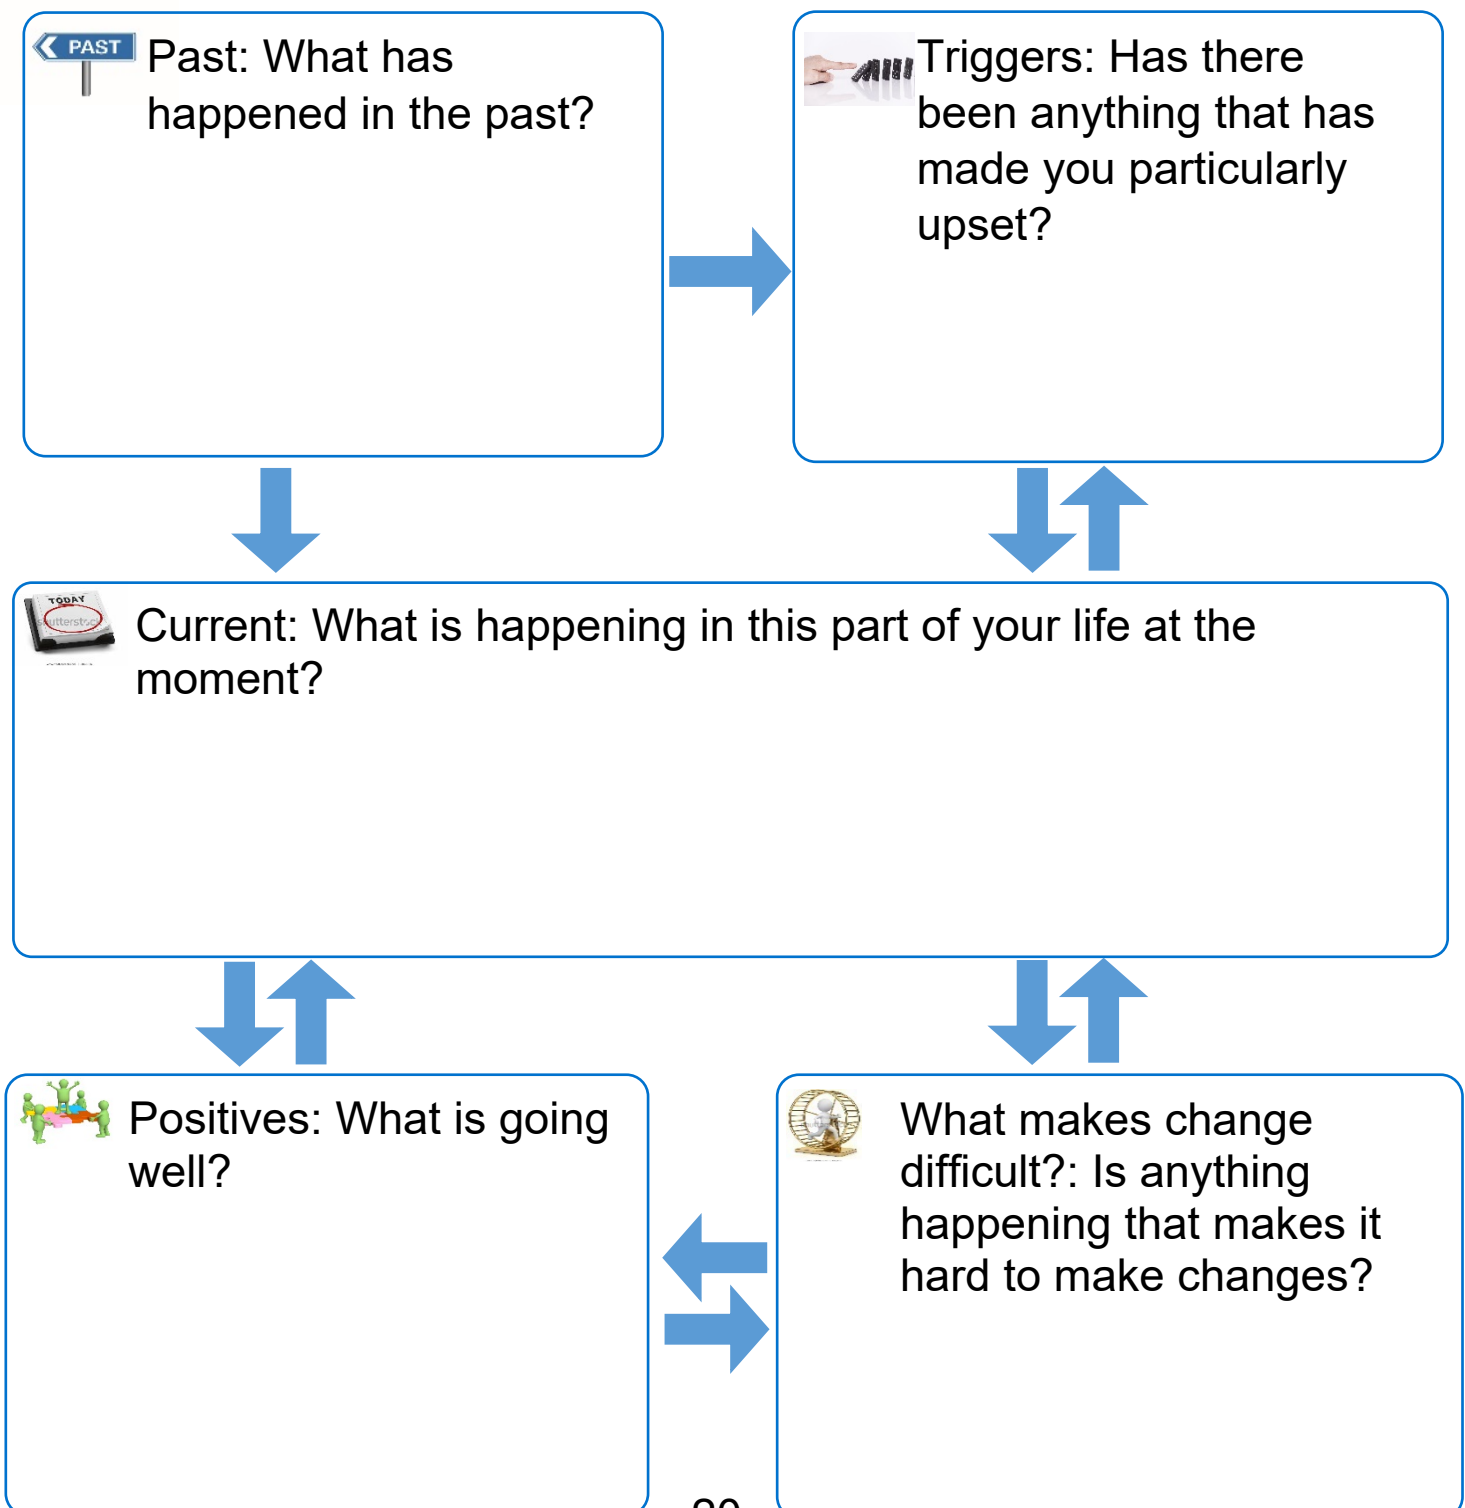 PAST
Past: What has
happened in the past?
Triggers: Has there
been anything that has
made you particularly
upset?
TODAY
shutterstock
Current: What is happening in this part of your life at the
moment?
Positives: What is going
well?
What makes change
difficult?: Is anything
happening that makes it
hard to make changes?